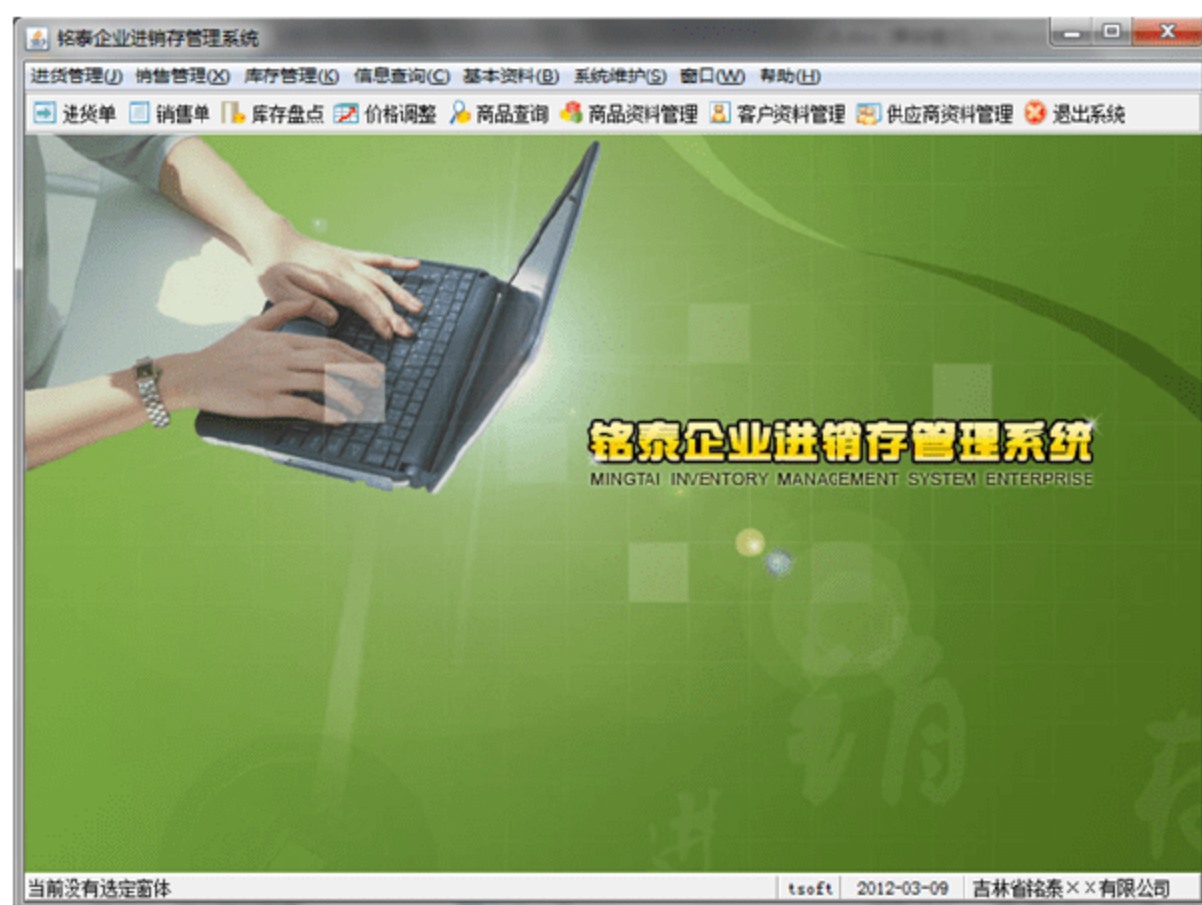 铭泰企业进销存管理系统
进货管理(J) 销售管理(X) 库存管理(K) 信息查询(C) 基本资料(B) 系统维护(S) 窗口(W) 帮助(H)
进货单 销售单 库存盘点 价格调整 商品查询 商品资料管理 客户资料管理 供应商资料管理 退出系统
铭泰企业进销存管理系统
MINGTAI INVENTORY MANAGEMENT SYSTEM ENTERPRISE
销
进
存
当前没有选定窗体 tsoft 2012-03-09 吉林省铭泰××有限公司